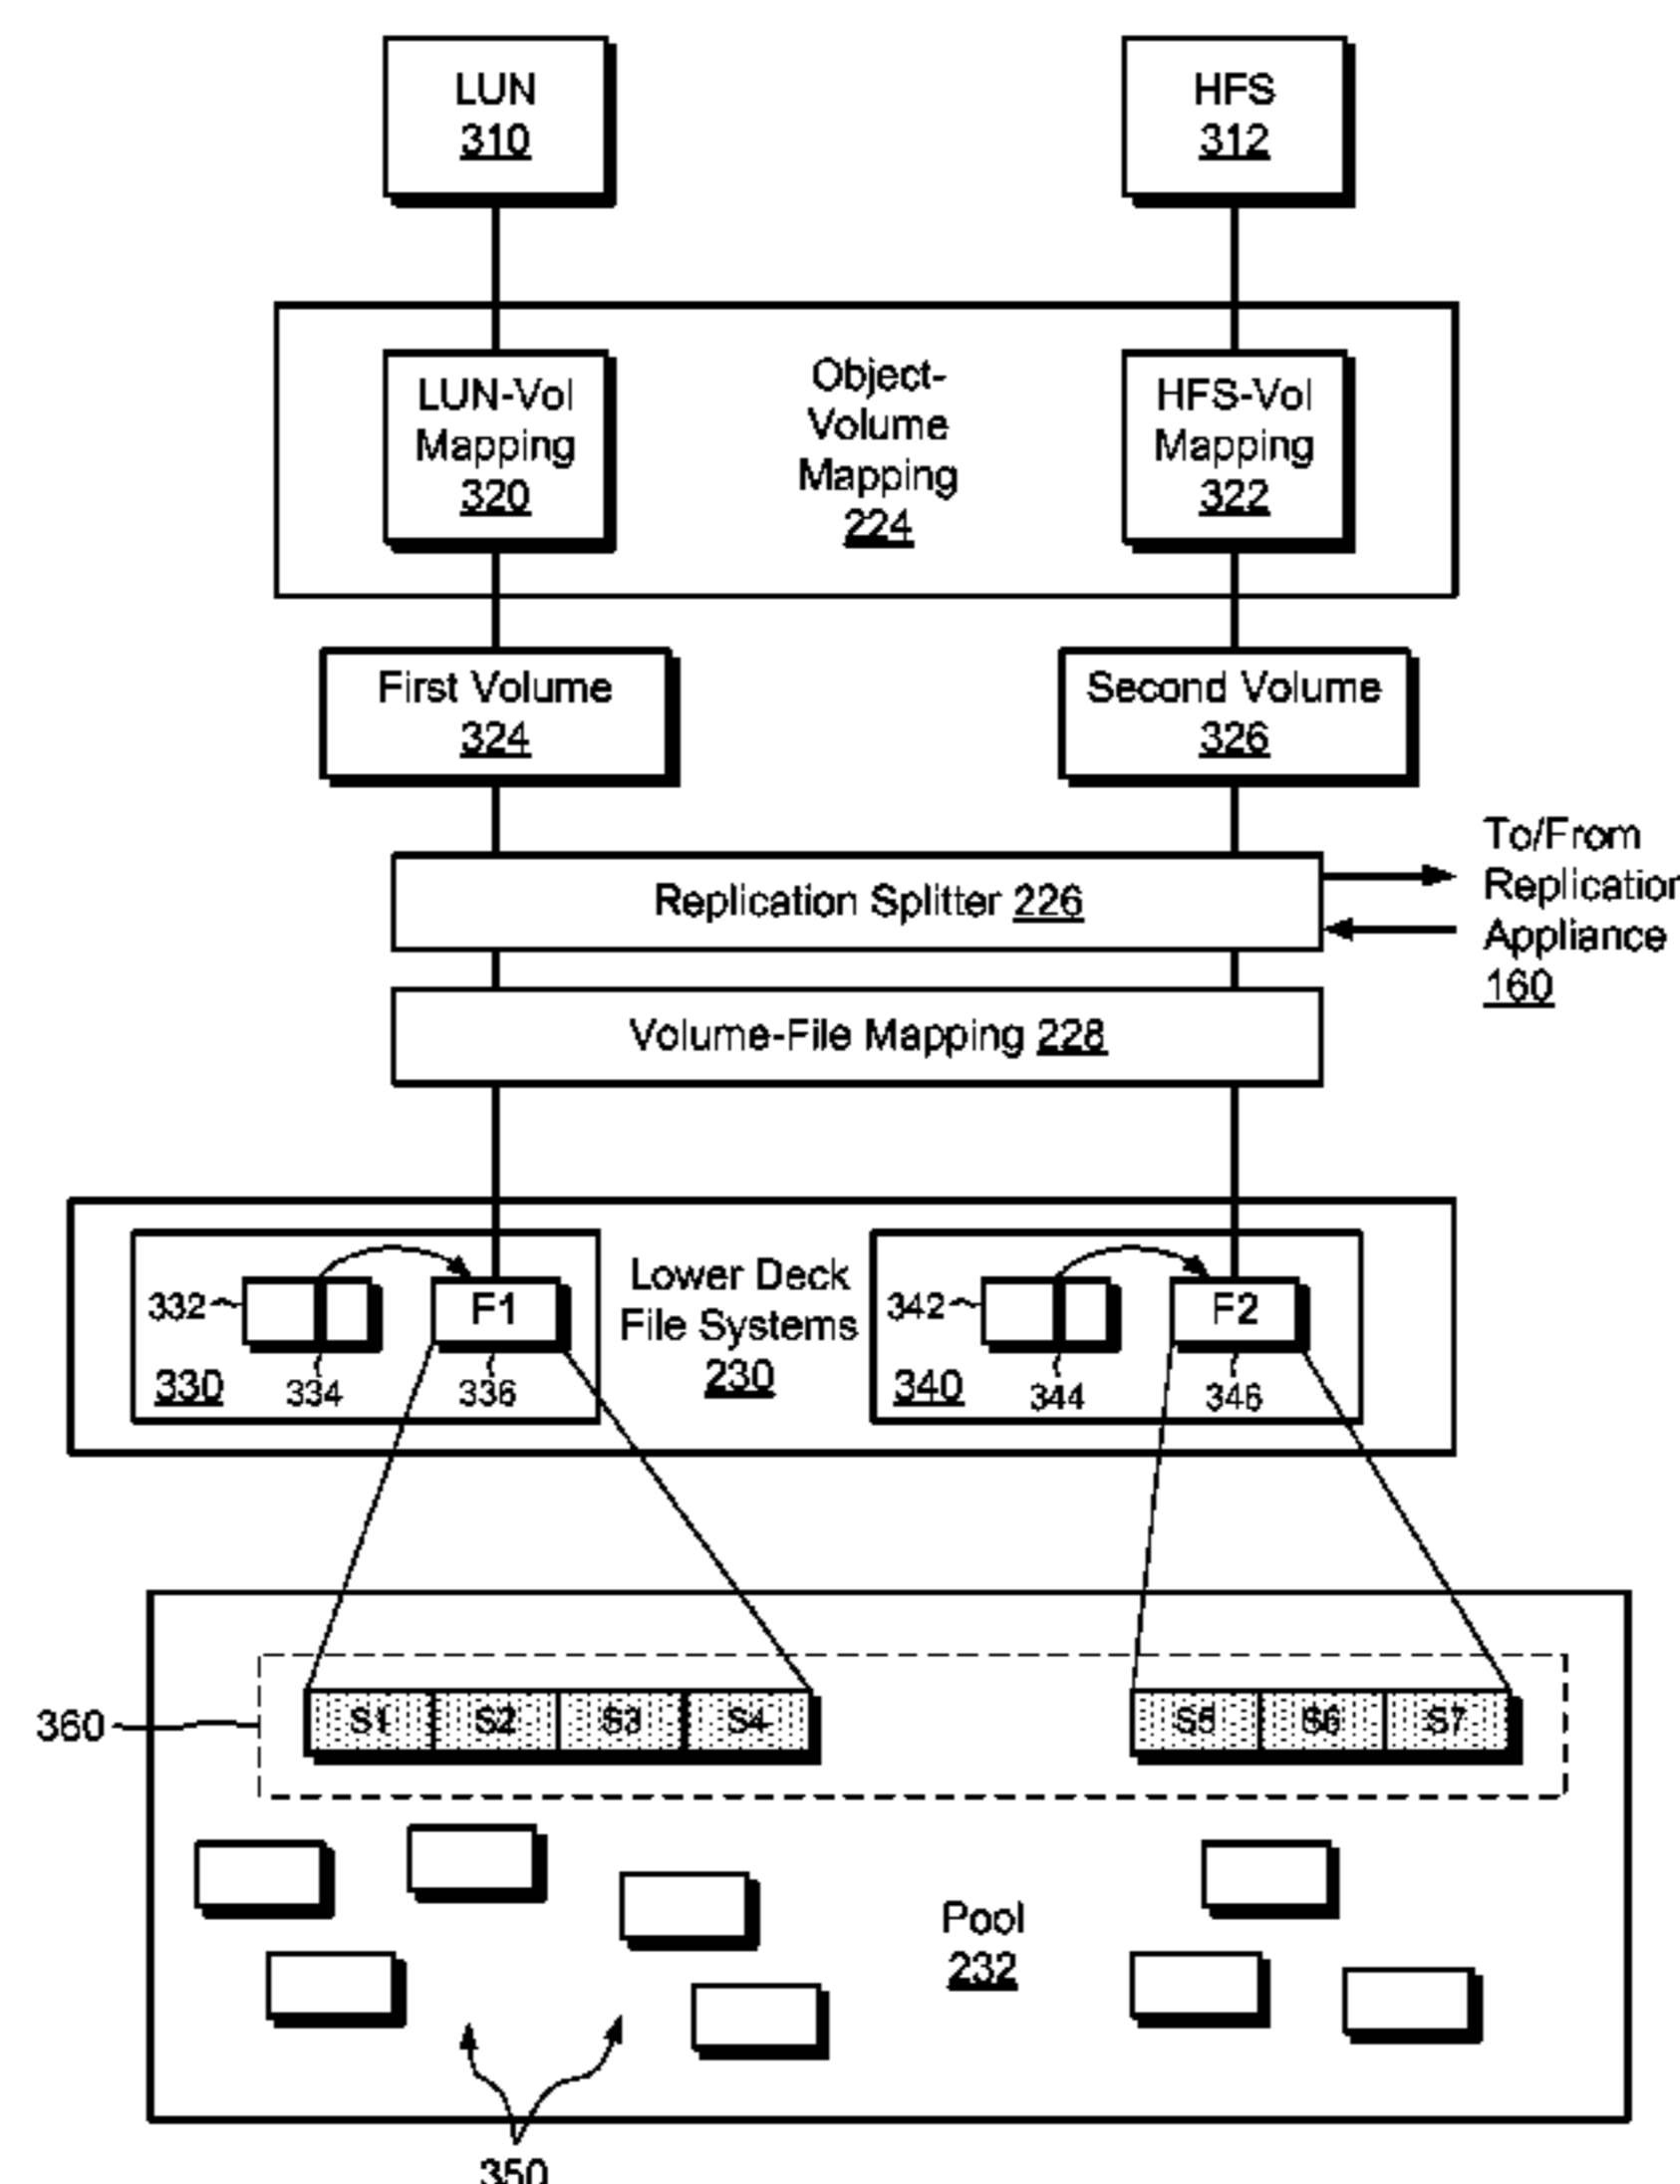 LUN
310
HFS
312
LUN-Vol
Mapping
320
Object-
Volume
Mapping
224
HFS-Vol
Mapping
322
First Volume
324
Second Volume
326
Replication Splitter 226
To/From
Replication
Appliance
160
Volume-File Mapping 228
332
F1
330
334
336
Lower Deck
File Systems
230
342
F2
340
344
346
360
S1
S2
S3
S4
S5
S6
S7
Pool
232
350